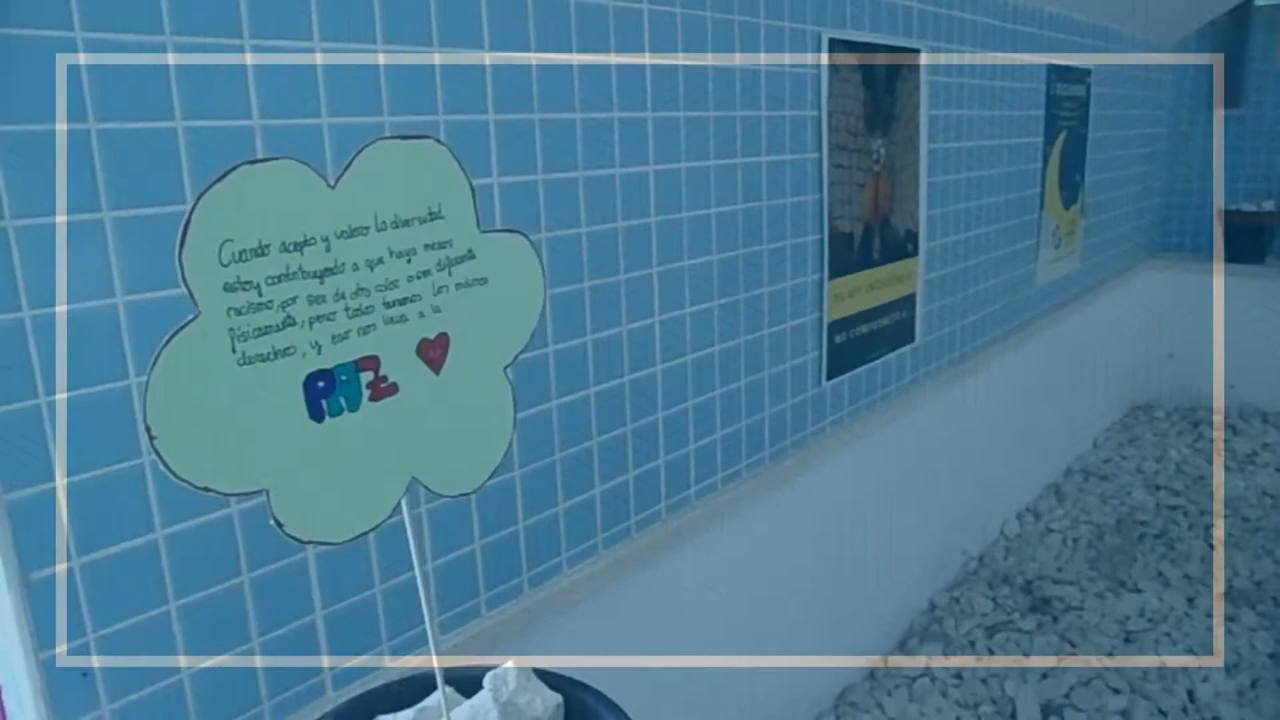 Cuando acepto y valoro la diversidad
estoy contribuyendo a que haya menos
racismo, por ser de otro color o ser diferente
físicamente, pero todos tenemos los mismos
derechos, y eso nos lleva a la
PAZ